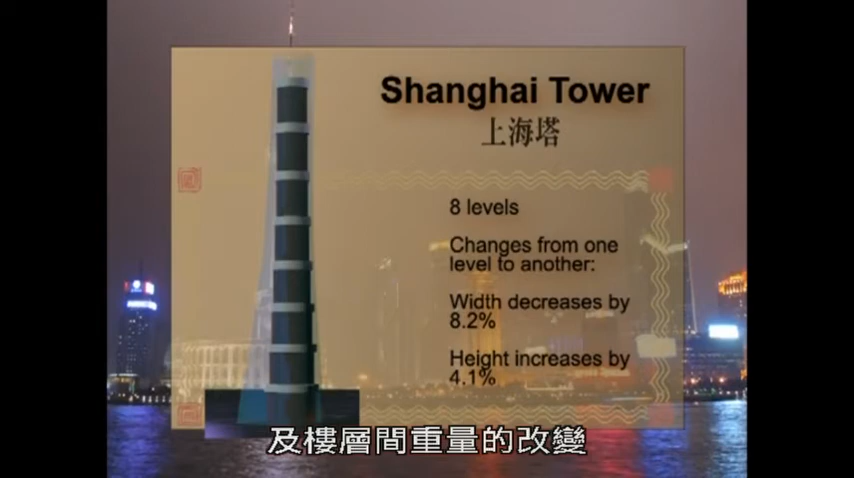 Shanghai Tower
上海塔
8 levels
Changes from one
level to another:
Width decreases by
8.2%
Height increases by
4.1%
及樓層間重量的改變